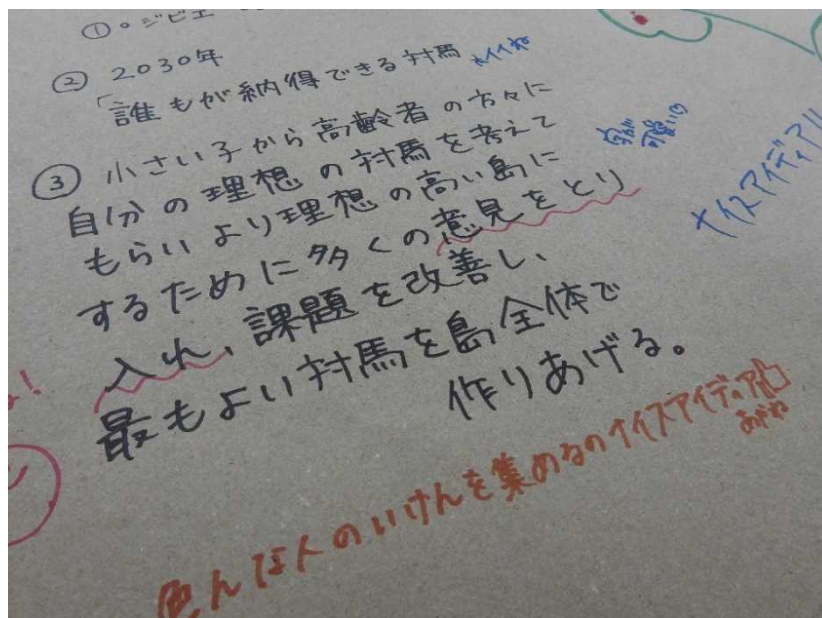 ①。ジビエ
② 2030年
「誰もが納得できる対馬
イイね
③ 小さい子から高齢者の方々に
自分の理想の対馬を考えて
もらいより理想の高い島に
するために多くの意見をとり
入れ、課題を改善し、
最もよい対馬を島全体で
作りあげる。
ナイスアイディア!!
色んな人のいけんを集めるのナイスアイディア